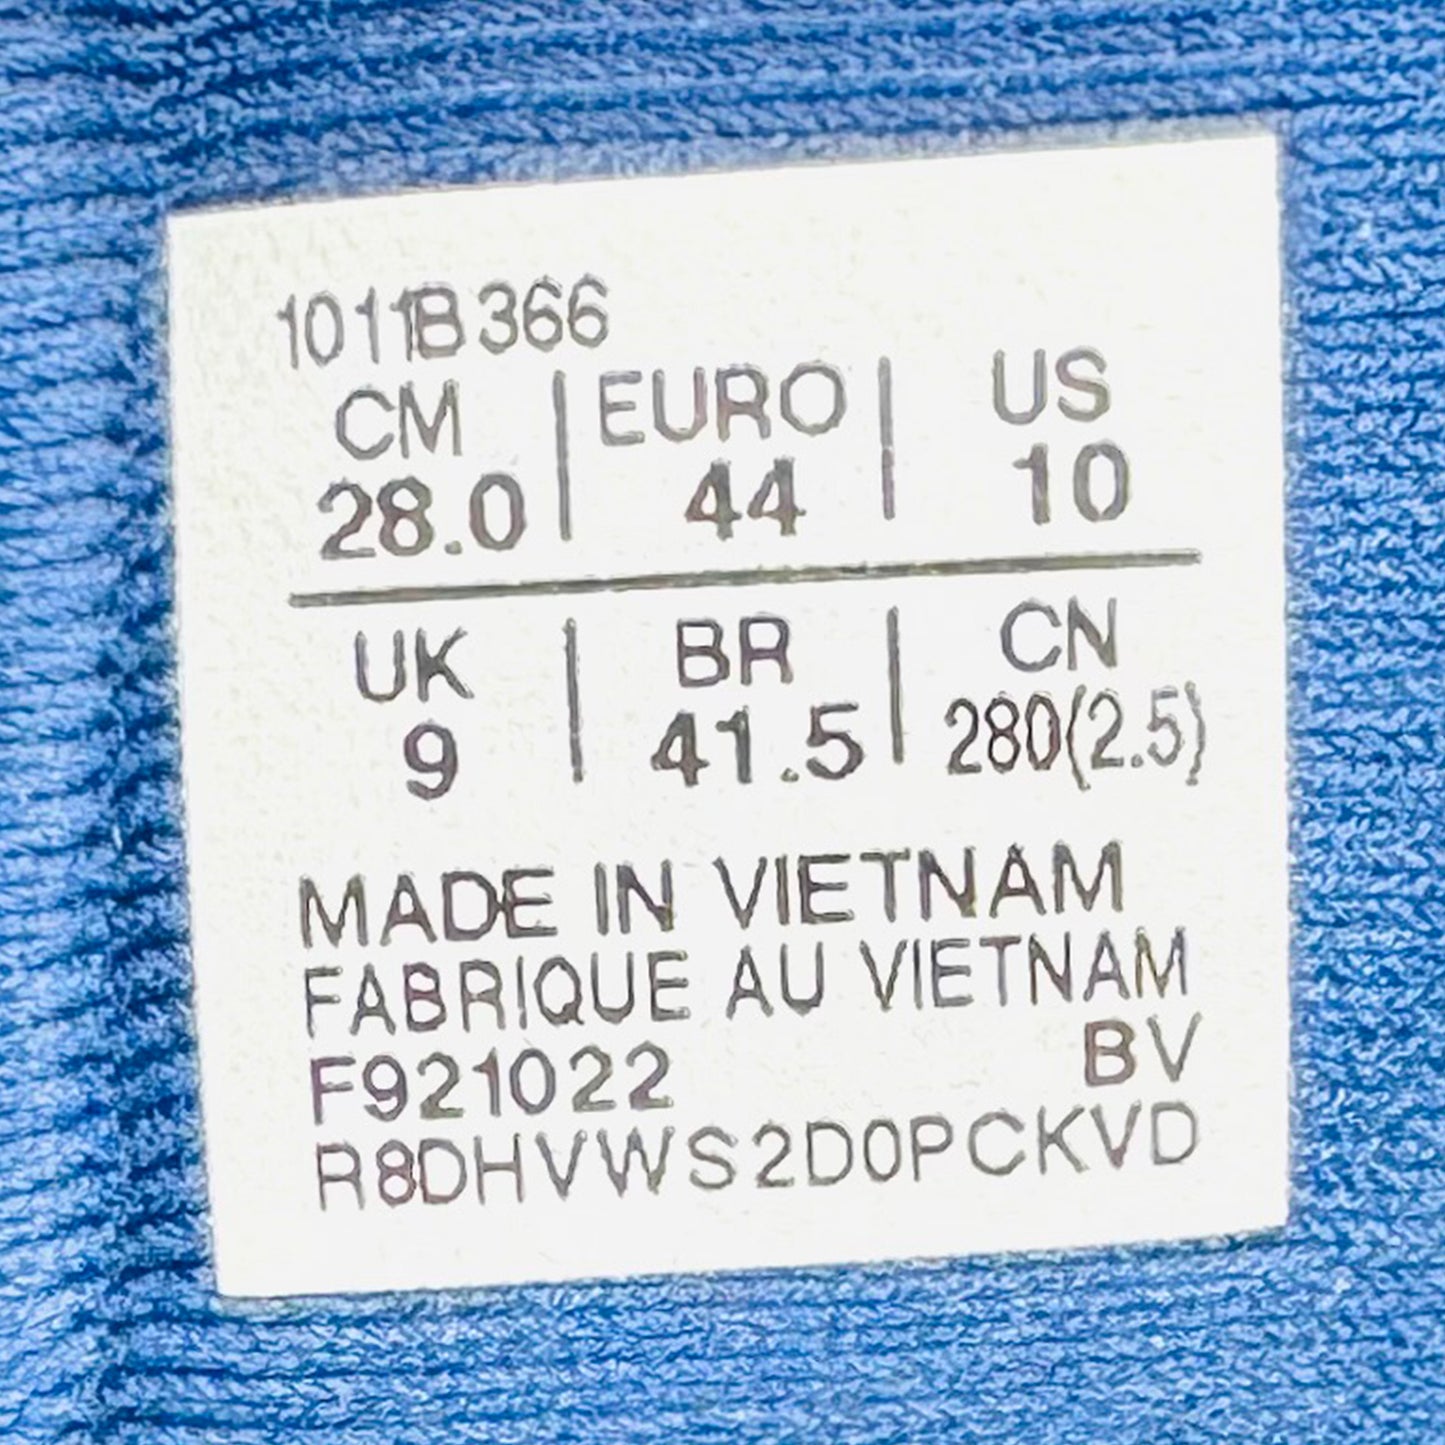 1011B366
CM | EURO | US
28.0 | 44 | 10
UK | BR | CN
9 | 41.5 | 280(2.5)
MADE IN VIETNAM
FABRIQUE AU VIETNAM
F921022 BV
R8DHVWS2D0PCKVD